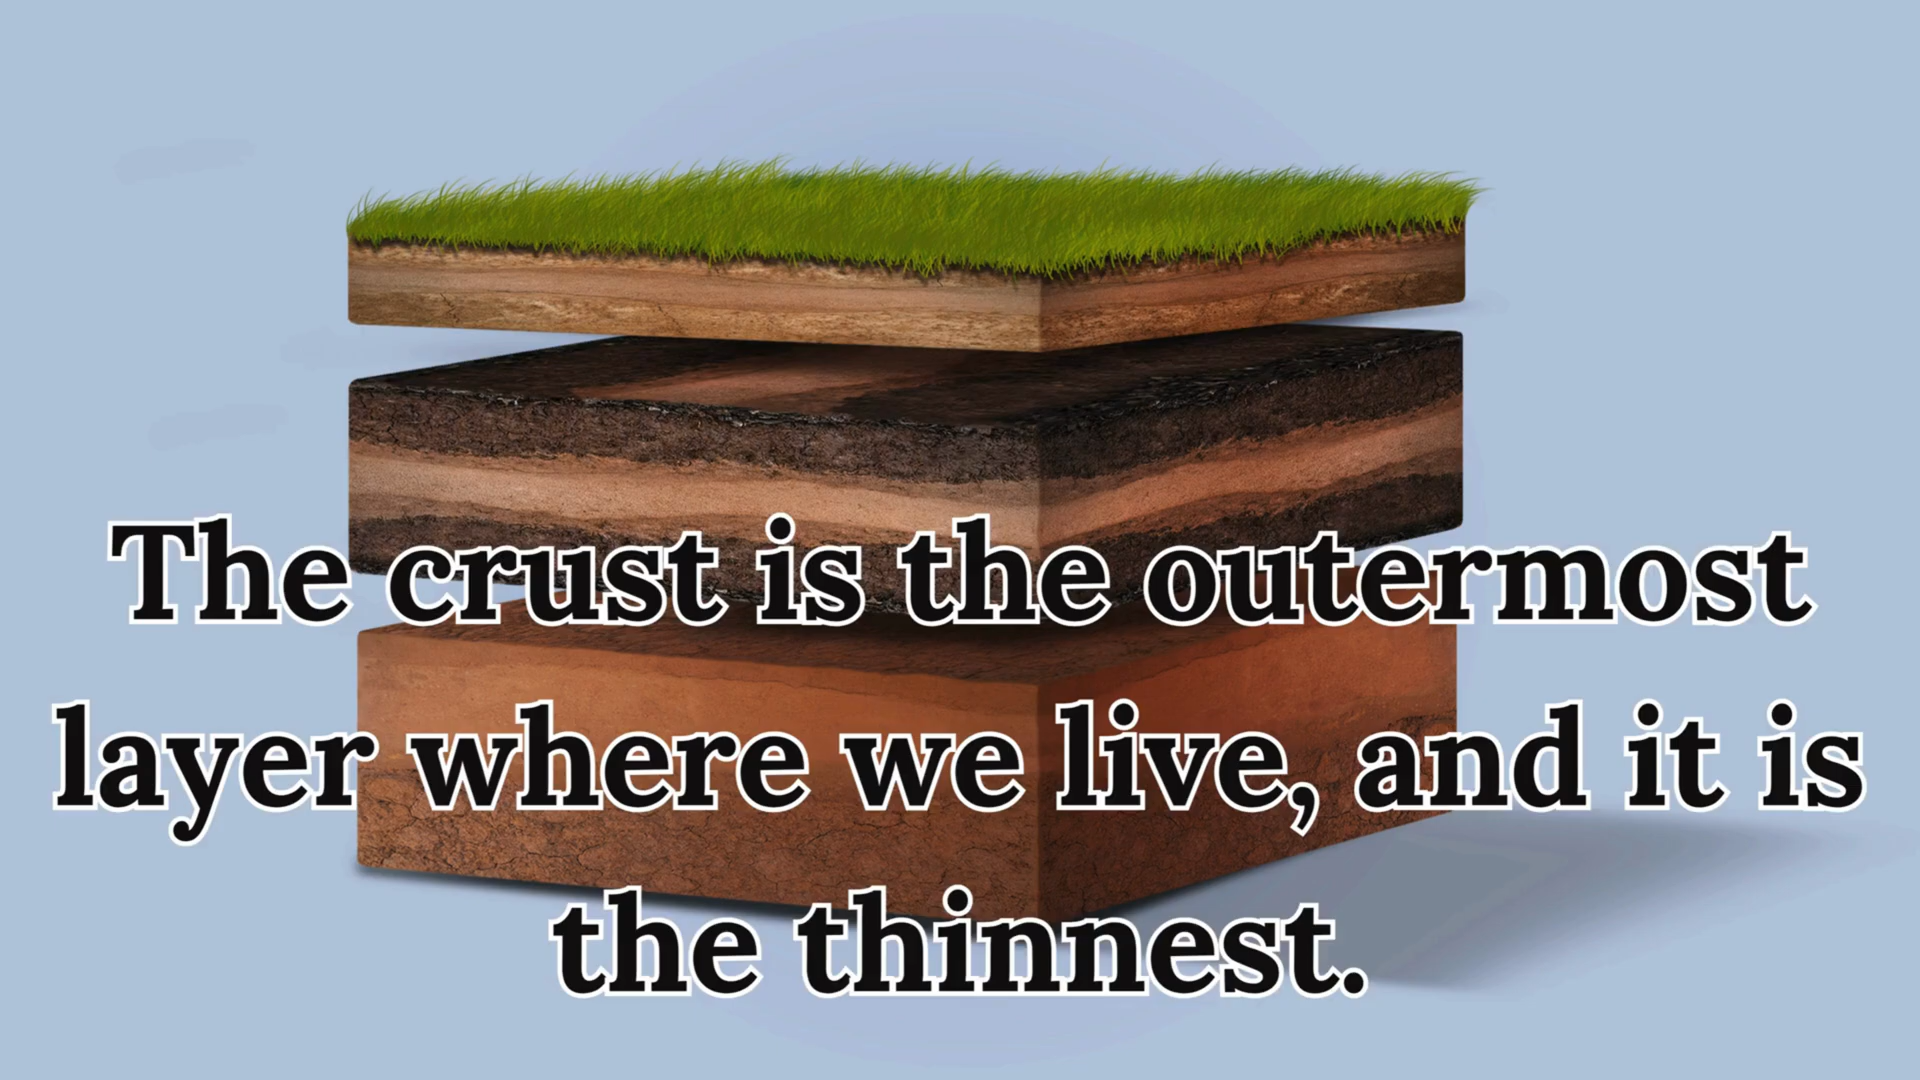 The crust is the outermost
layer where we live, and it is
the thinnest.